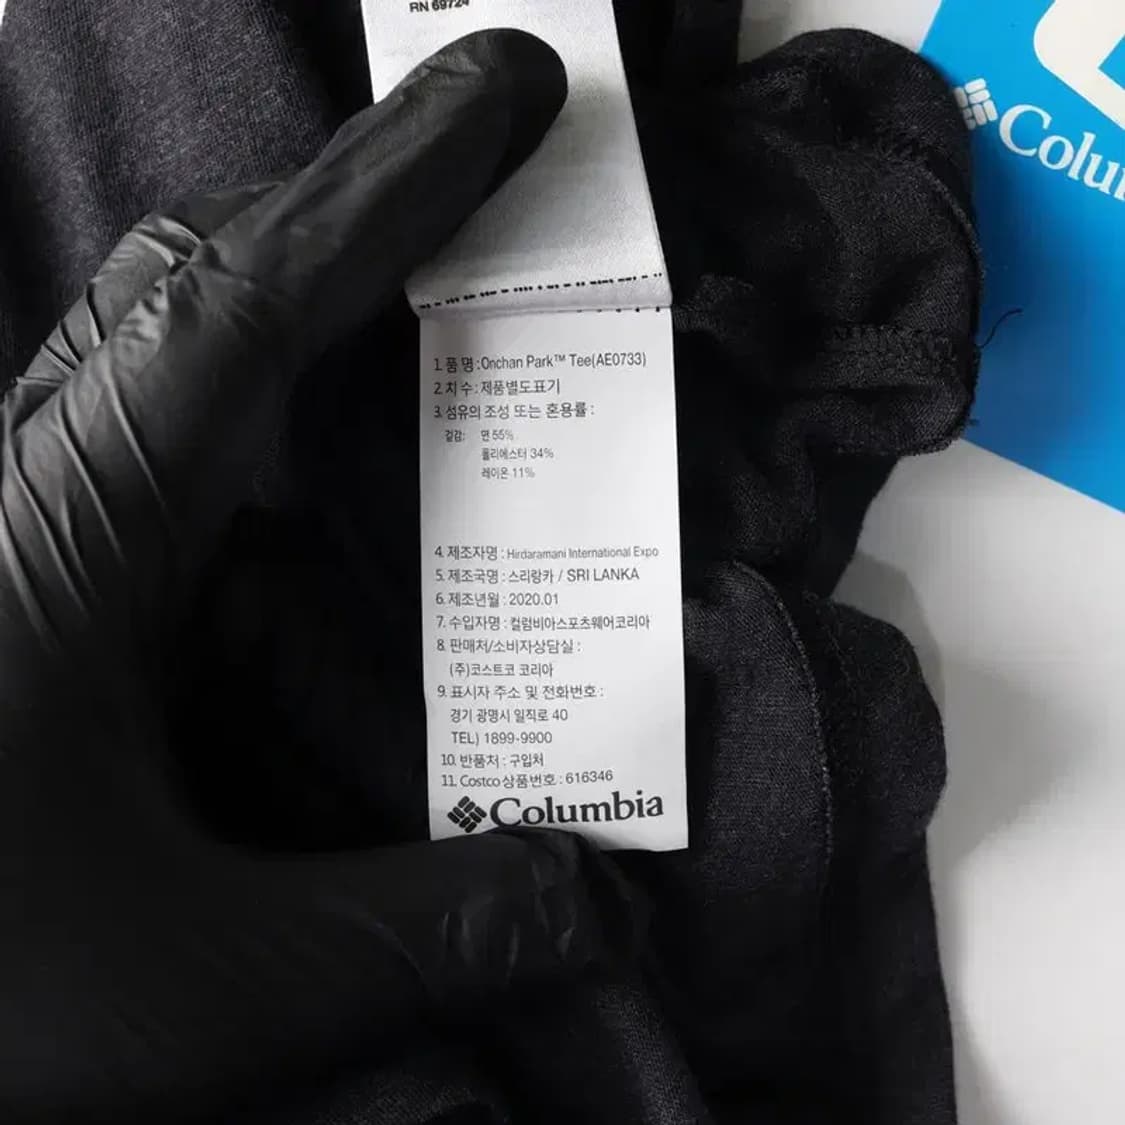 RN 69724
Colu
1. 품 명 : Onchan Park™ Tee(AE0733)
2. 치 수 : 제품별도표기
3. 섬유의 조성 또는 혼용률 :
겉감: 면 55%
폴리에스터 34%
레이온 11%
4. 제조자명 : Hirdaramani International Expo
5. 제조국명 : 스리랑카 / SRI LANKA
6. 제조년월 : 2020.01
7. 수입자명 : 컬럼비아스포츠웨어코리아
8. 판매처/소비자상담실 :
(주)코스트코 코리아
9. 표시자 주소 및 전화번호 :
경기 광명시 일직로 40
TEL) 1899-9900
10. 반품처 : 구입처
11. Costco 상품번호 : 616346
Columbia